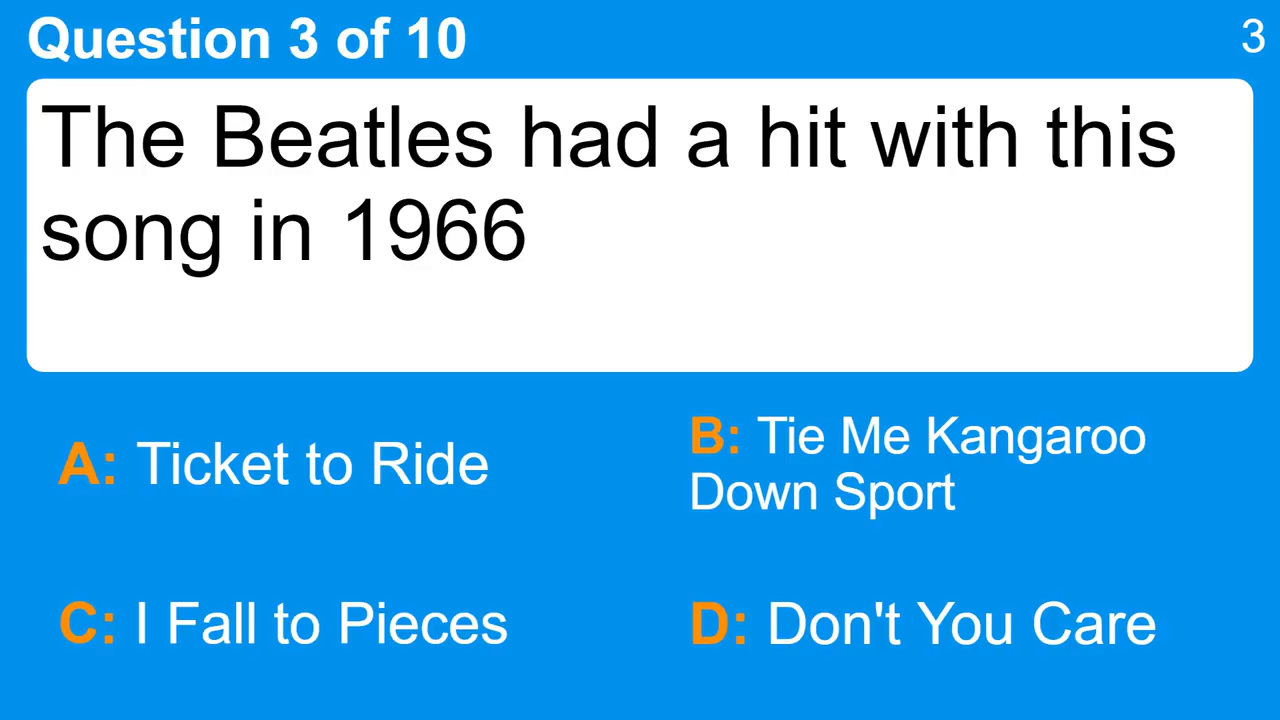 Question 3 of 10
3
The Beatles had a hit with this
song in 1966
A: Ticket to Ride
B: Tie Me Kangaroo
Down Sport
C: I Fall to Pieces
D: Don't You Care